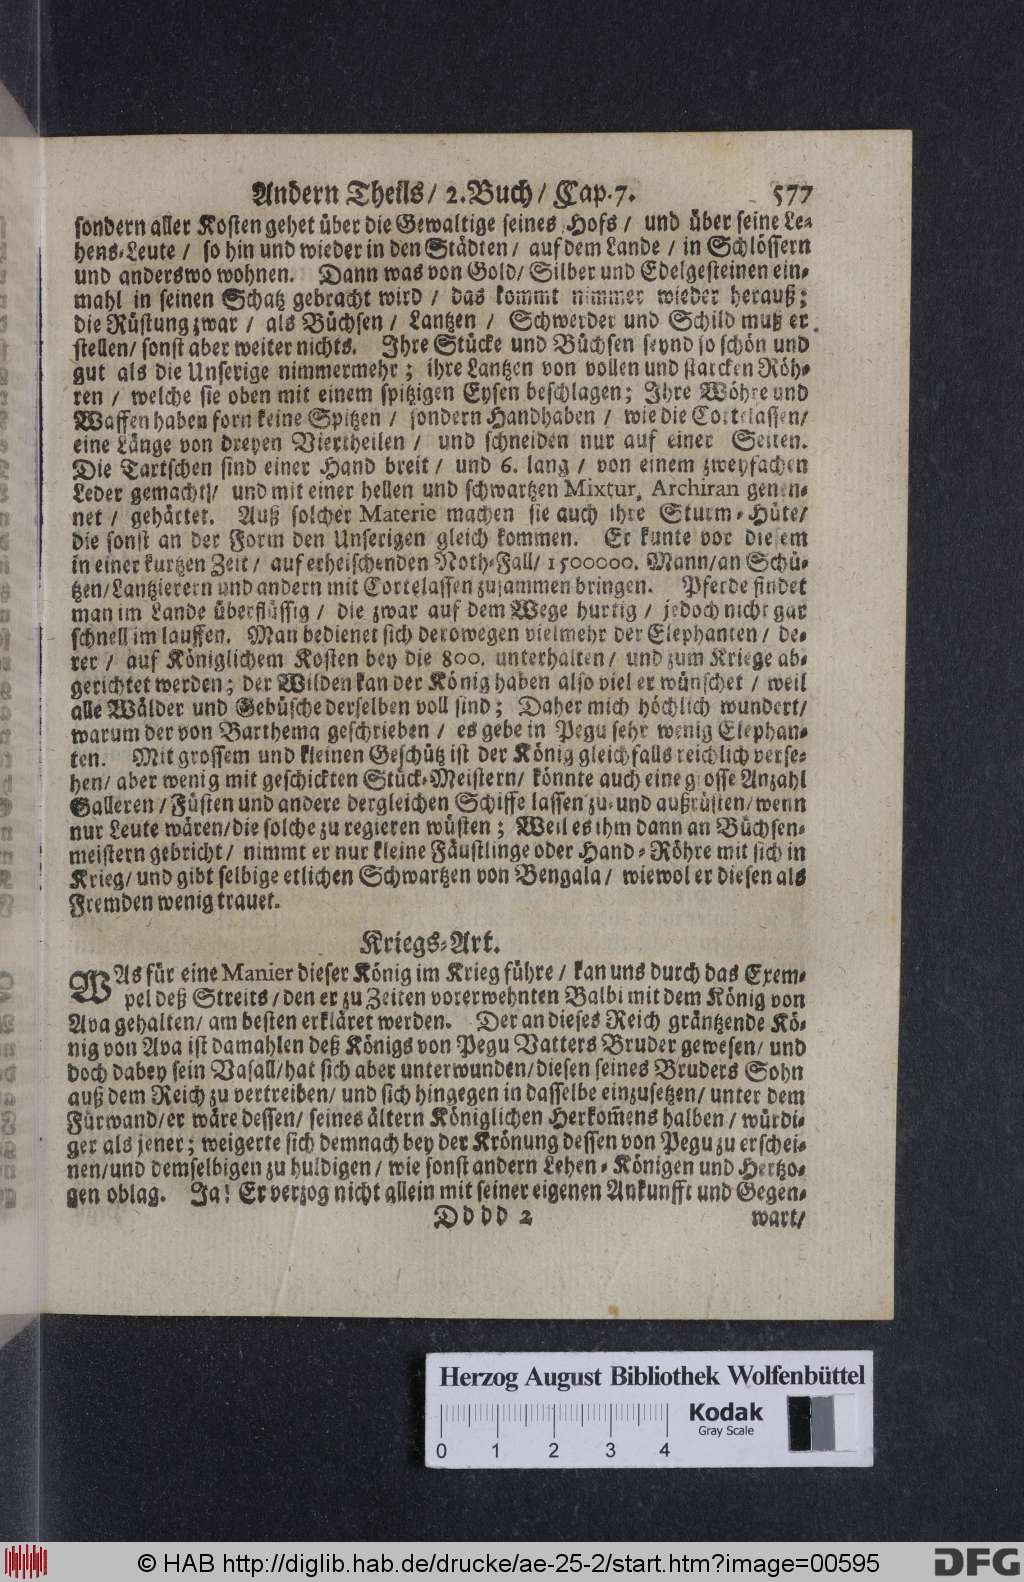 Andern Theils / 2. Buch / Cap. 7. 577
sondern aller Kosten gehet über die Gewaltige seines Hofs / und über seine Le-
hens-Leute / so hin und wieder in den Städten / auf dem Lande / in Schlössern
und anderswo wohnen. Dann was von Gold / Silber und Edelgesteinen ein-
mahl in seinen Schatz gebracht wird / das kommt nimmer wieder herauß;
die Rüstung zwar / als Büchsen / Lantzen / Schwerder und Schild muß er
stellen / sonst aber weiter nichts. Ihre Stücke und Büchsen seynd so schön und
gut als die Unserige nimmermehr; ihre Lantzen von vollen und starcken Röh-
ren / welche sie oben mit einem spitzigen Eysen beschlagen; Ihre Wöhre und
Waffen haben forn keine Spitzen / sondern Handhaben / wie die Cortelassen /
eine Länge von dreyen Viertheilen / und schneiden nur auf einer Seiten.
Die Tartschen sind einer Hand breit / und 6. lang / von einem zweyfachen
Leder gemacht / und mit einer hellen und schwartzen Mixtur, Archiran genen-
net / gehärtet. Auß solcher Materie machen sie auch ihre Sturm-Hüte /
die sonst an der Form den Unserigen gleich kommen. Er kunte vor diesem
in einer kurtzen Zeit / auf erheischenden Noth-Fall / 1500000. Mann / an Schü-
tzen / Lantzierern und andern mit Cortelassen zusammen bringen. Pferde findet
man im Lande überflüssig / die zwar auf dem Wege hurtig / jedoch nicht gar
schnell im lauffen. Man bedienet sich derowegen vielmehr der Elephanten / de-
rer / auf Königlichem Kosten bey die 800. unterhalten / und zum Kriege ab-
gerichtet werden; der Wilden kan der König haben also viel er wünschet / weil
alle Wälder und Gebüsche derselben voll sind; Daher mich höchlich wundert /
warum der von Barthema geschrieben / es gebe in Pegu sehr wenig Elephan-
ten. Mit grossem und kleinen Geschütz ist der König gleichfalls reichlich verse-
hen / aber wenig mit geschickten Stück-Meistern / könnte auch eine grosse Anzahl
Galleren / Füsten und andere dergleichen Schiffe lassen zu- und außrüsten / wenn
nur Leute wären / die solche zu regieren wüsten; Weil es ihm dann an Büchsen-
meistern gebricht / nimmt er nur kleine Fäustlinge oder Hand-Röhre mit sich in
Krieg / und gibt selbige etlichen Schwartzen von Bengala / wiewol er diesen als
Fremden wenig trauet.
Kriegs-Art.
WAs für eine Manier dieser König im Krieg führe / kan uns durch das Exem-
pel deß Streits / den er zu Zeiten vorerwehnten Balbi mit dem König von
Ava gehalten / am besten erkläret werden. Der an dieses Reich gräntzende Kö-
nig von Ava ist damahlen deß Königs von Pegu Vatters Bruder gewesen / und
doch dabey sein Vasall / hat sich aber unterwunden / diesen seines Bruders Sohn
auß dem Reich zu vertreiben / und sich hingegen in dasselbe einzusetzen / unter dem
Fürwand / er wäre dessen / seines ältern Königlichen Herkom̃ens halben / würdi-
ger als jener; weigerte sich demnach bey der Krönung dessen von Pegu zu erschei-
nen / und demselbigen zu huldigen / wie sonst andern Lehen-Königen und Hertzo-
gen oblag. Ja! Er verzog nicht allein mit seiner eigenen Ankunfft und Gegen-
Dddd 2 wart /
Herzog August Bibliothek Wolfenbüttel
Kodak
Gray Scale
0 1 2 3 4
© HAB http://diglib.hab.de/drucke/ae-25-2/start.htm?image=00595
DFG